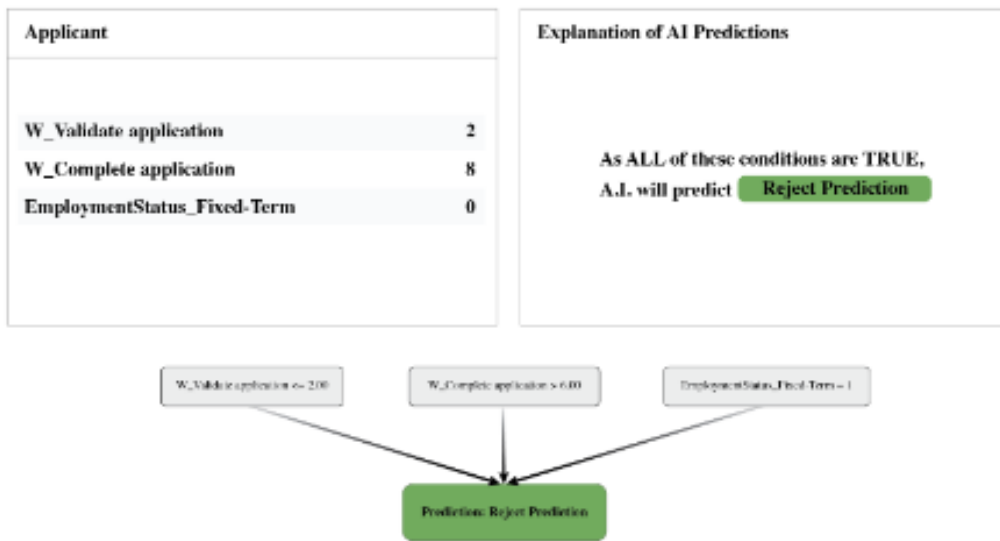 Applicant
W_Validate application 2
W_Complete application 8
EmploymentStatus_Fixed-Term 0
Explanation of AI Predictions
As ALL of these conditions are TRUE,
A.I. will predict Reject Prediction
W_Validate application <= 2.00
W_Complete application > 6.00
EmploymentStatus_Fixed-Term = 1
Prediction: Reject Prediction